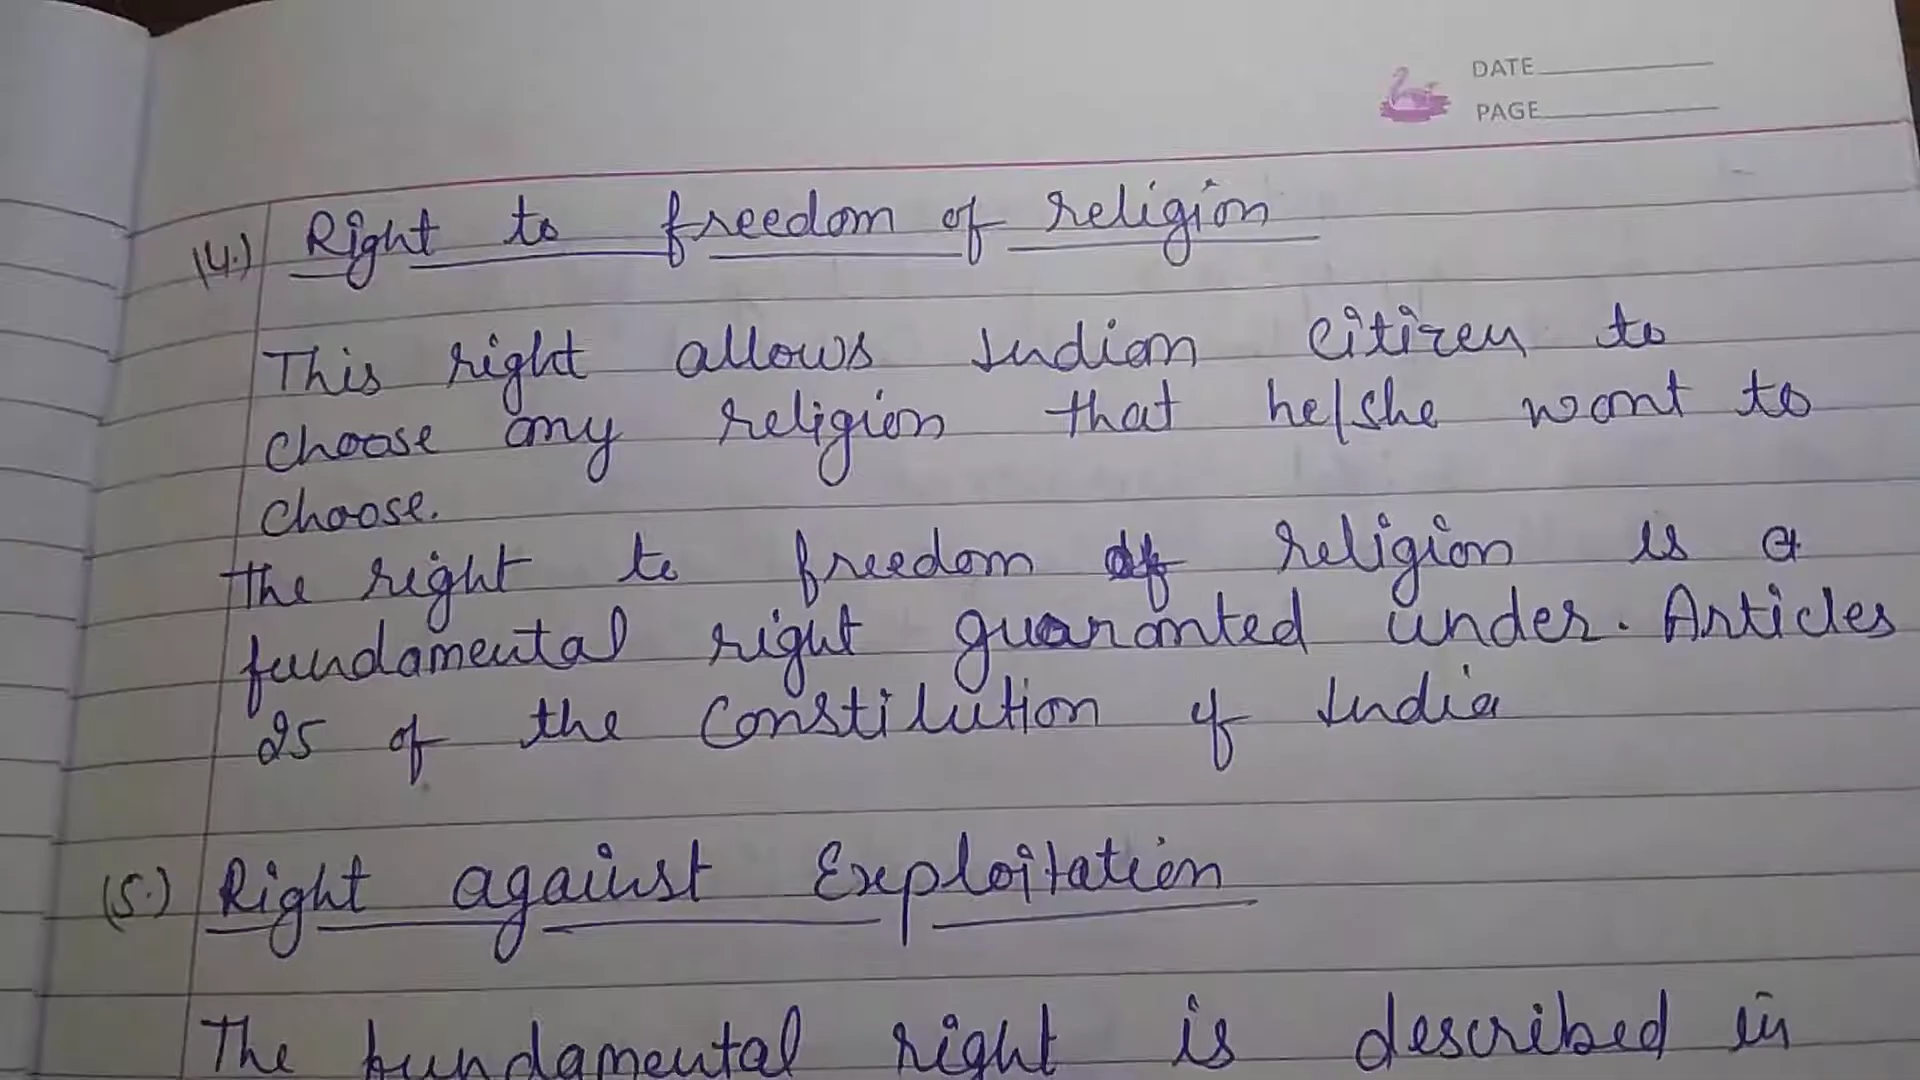 DATE
PAGE
(4.) Right to freedom of religion
This right allows Indian citizen to
choose any religion that he/she want to
choose.
the right to freedom of religion is a
fundamental right guaranted under. Articles
25 of the Constitution of India
(5.) Right against Exploitation
The fundamental right is described in